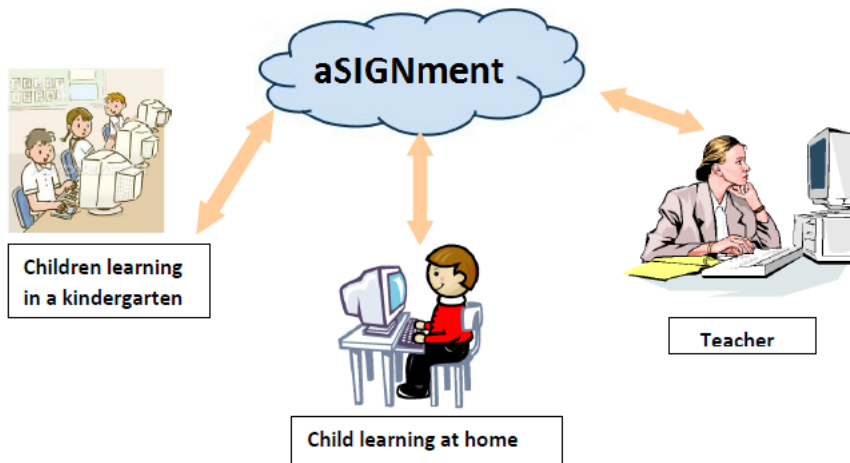 aSIGNment
Children learning
in a kindergarten
Teacher
Child learning at home